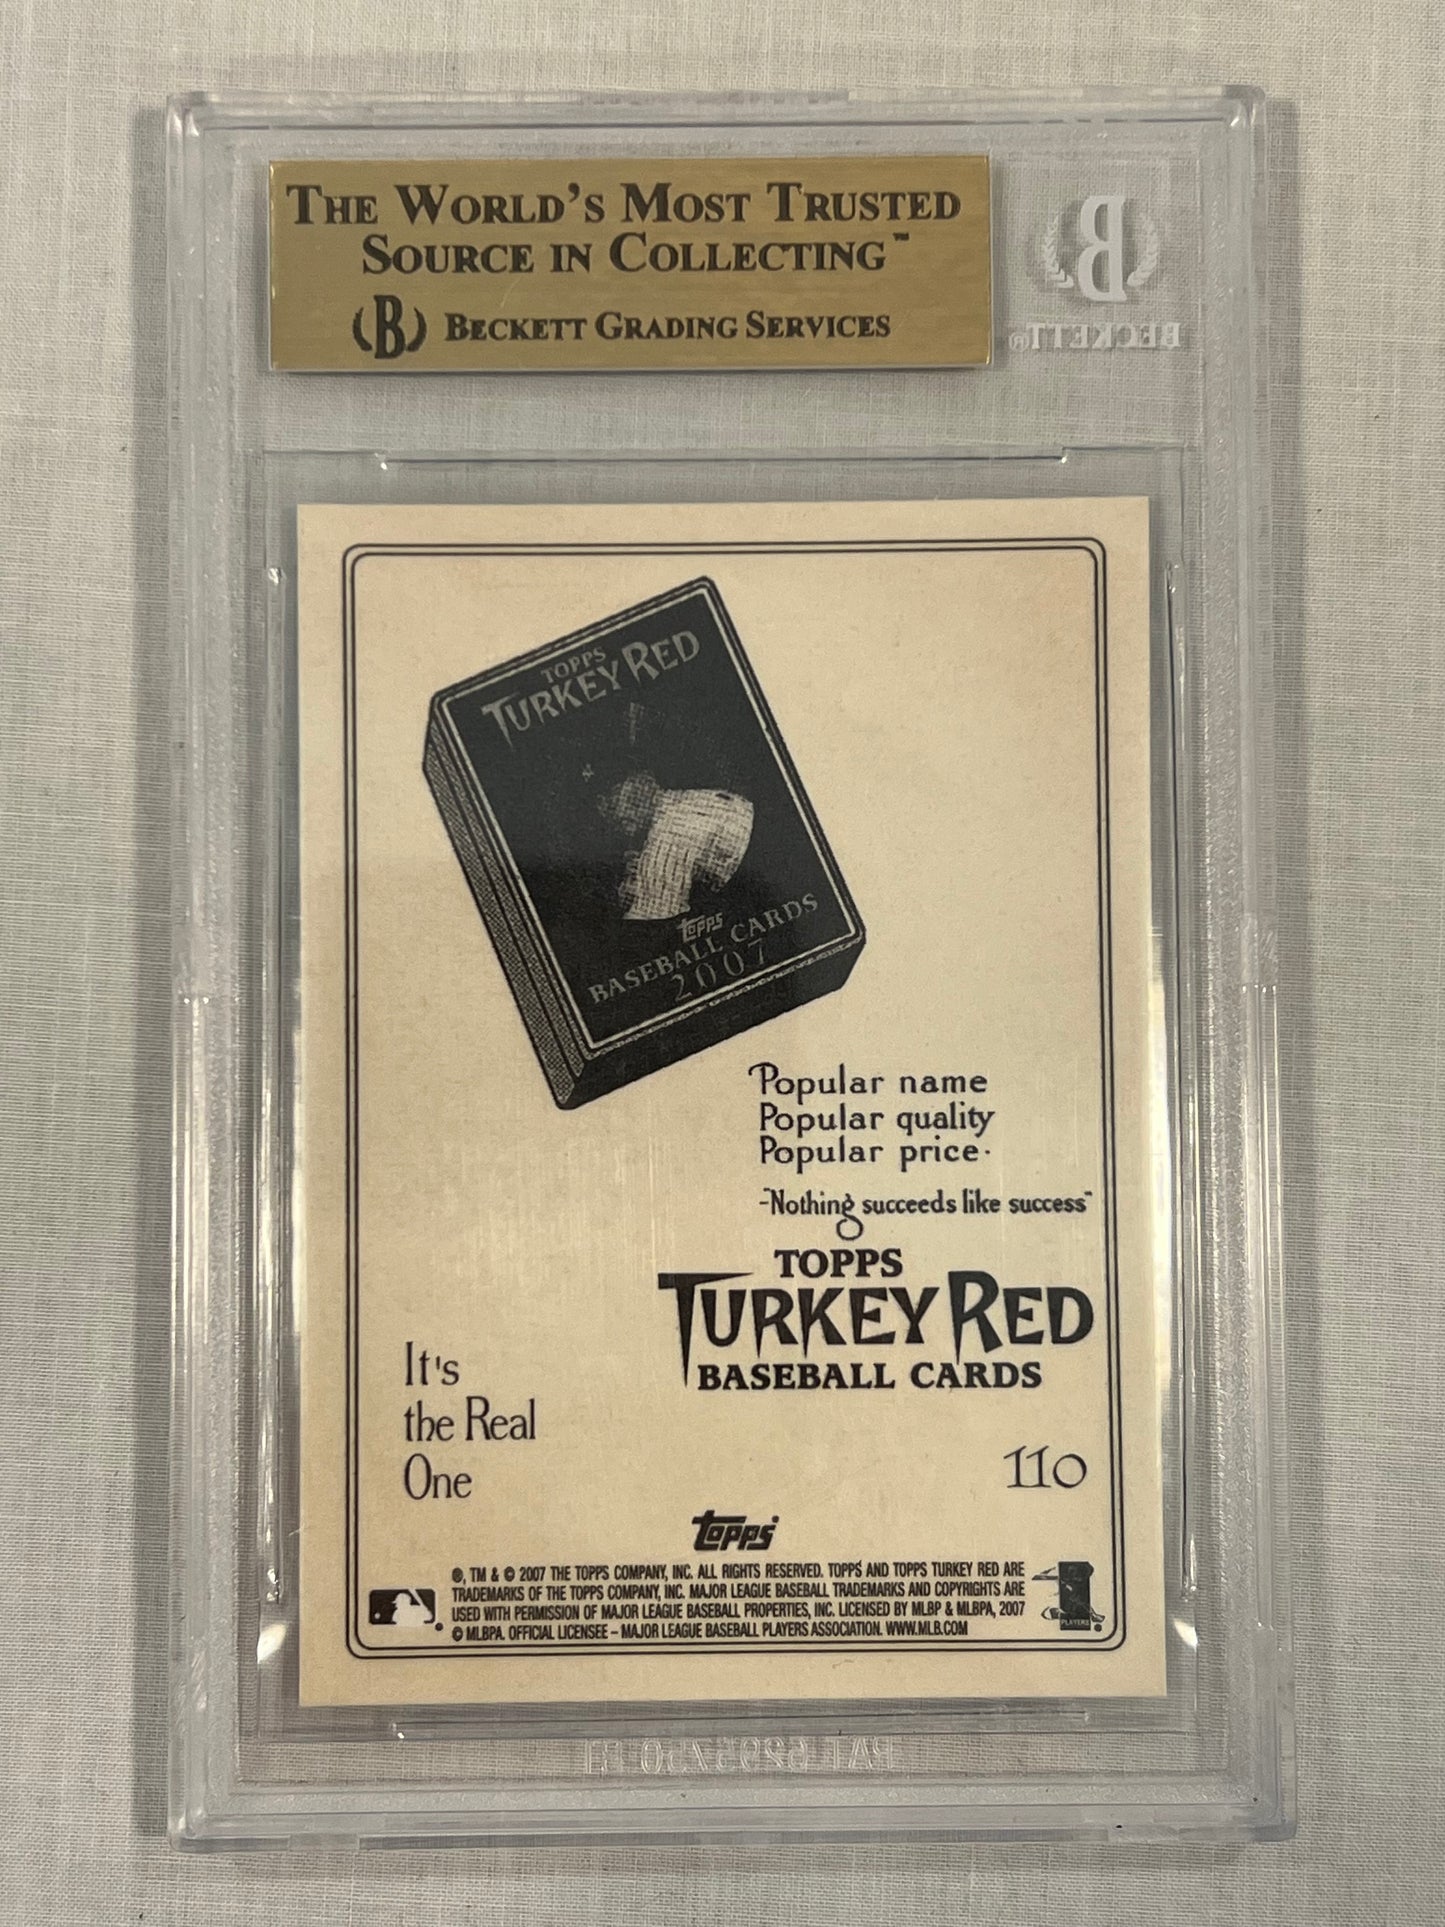 THE WORLD'S MOST TRUSTED
SOURCE IN COLLECTING™
B BECKETT GRADING SERVICES
B
BECKETT®
TOPPS
TURKEY RED
topps
BASEBALL CARDS
2007
Popular name
Popular quality
Popular price.
"Nothing succeeds like success"
TOPPS
TURKEY RED
BASEBALL CARDS
It's
the Real
One
110
topps
®, TM & © 2007 THE TOPPS COMPANY, INC. ALL RIGHTS RESERVED. TOPPS AND TOPPS TURKEY RED ARE
TRADEMARKS OF THE TOPPS COMPANY, INC. MAJOR LEAGUE BASEBALL TRADEMARKS AND COPYRIGHTS ARE
USED WITH PERMISSION OF MAJOR LEAGUE BASEBALL PROPERTIES, INC. LICENSED BY MLBP & MLBPA, 2007
© MLBPA. OFFICIAL LICENSEE – MAJOR LEAGUE BASEBALL PLAYERS ASSOCIATION. WWW.MLB.COM
PLAYERS